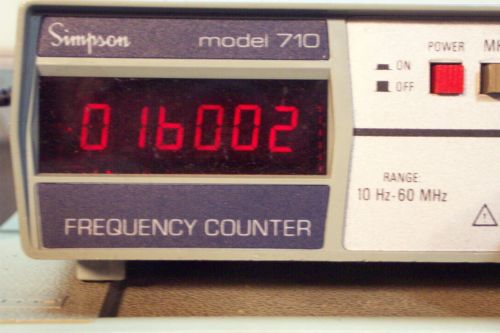 Simpson model 710
016002
FREQUENCY COUNTER
POWER
ON
OFF
RANGE:
10 Hz-60 MHz